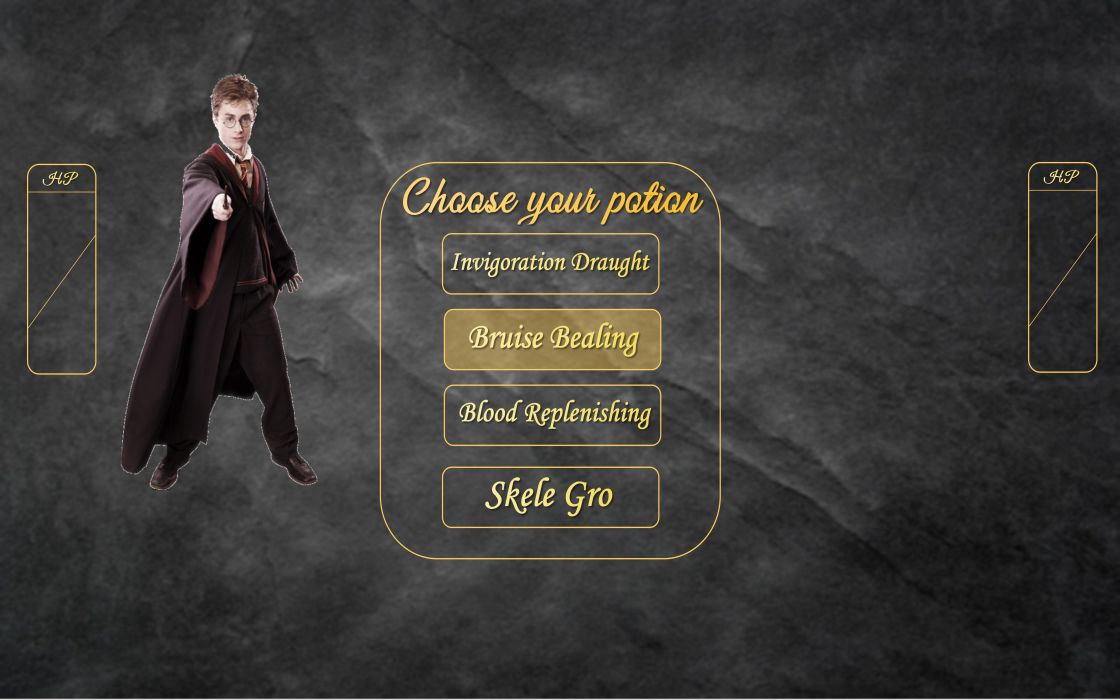 HP
Choose your potion
Invigoration Draught
Bruise Bealing
Blood Replenishing
Skele Gro
HP